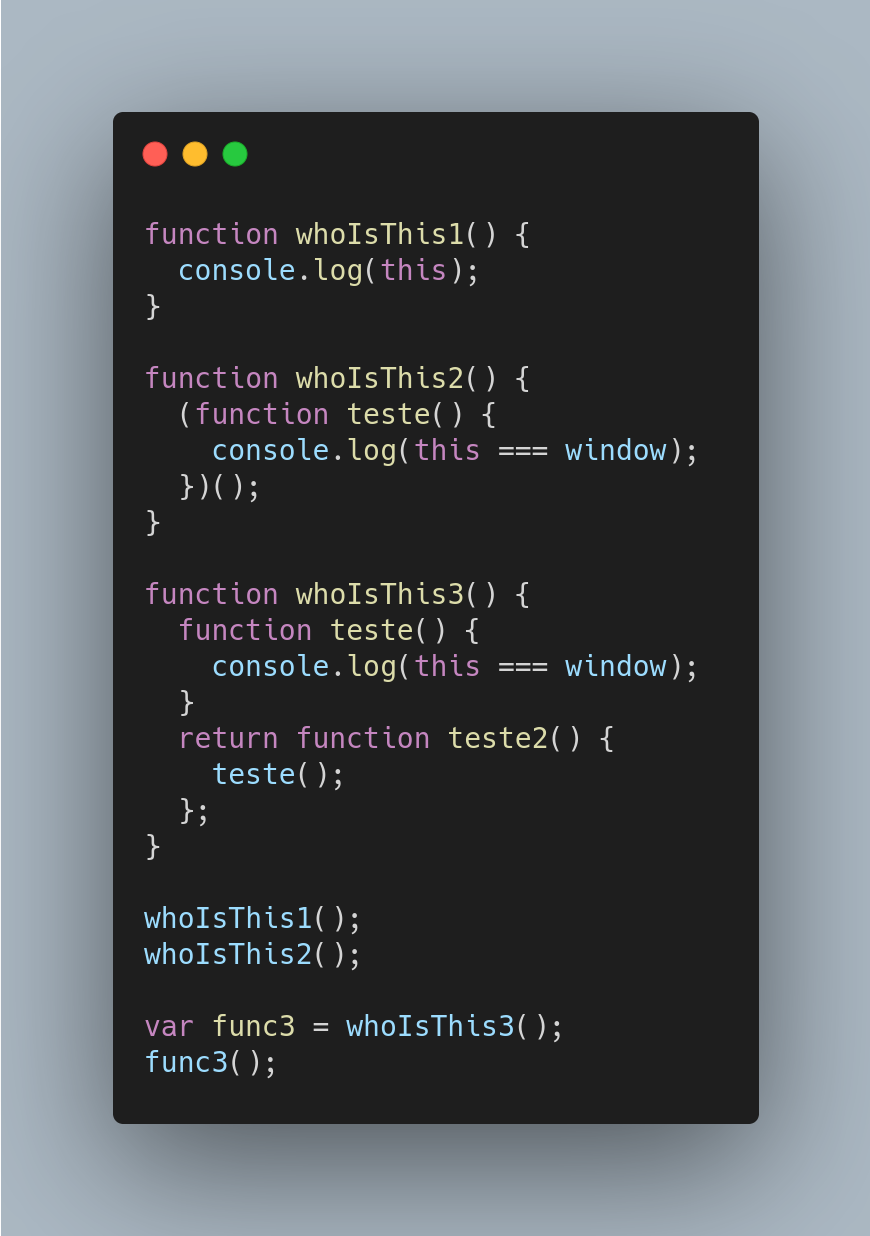 function whoIsThis1() {
  console.log(this);
}

function whoIsThis2() {
  (function teste() {
    console.log(this === window);
  })();
}

function whoIsThis3() {
  function teste() {
    console.log(this === window);
  }
  return function teste2() {
    teste();
  };
}

whoIsThis1();
whoIsThis2();

var func3 = whoIsThis3();
func3();